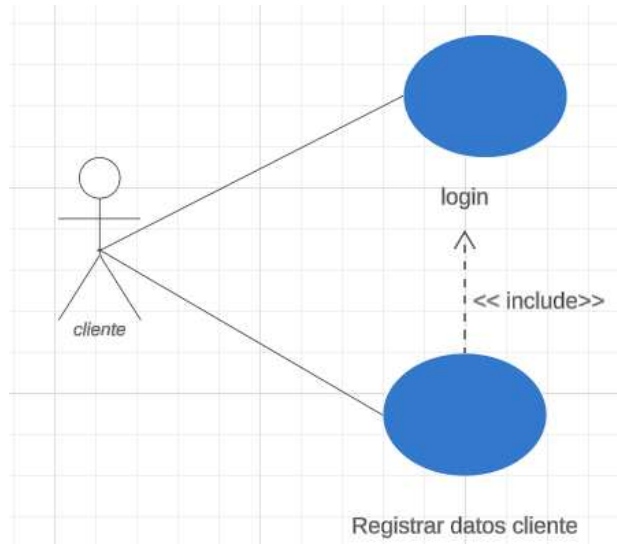 login
<< include>>
cliente
Registrar datos cliente